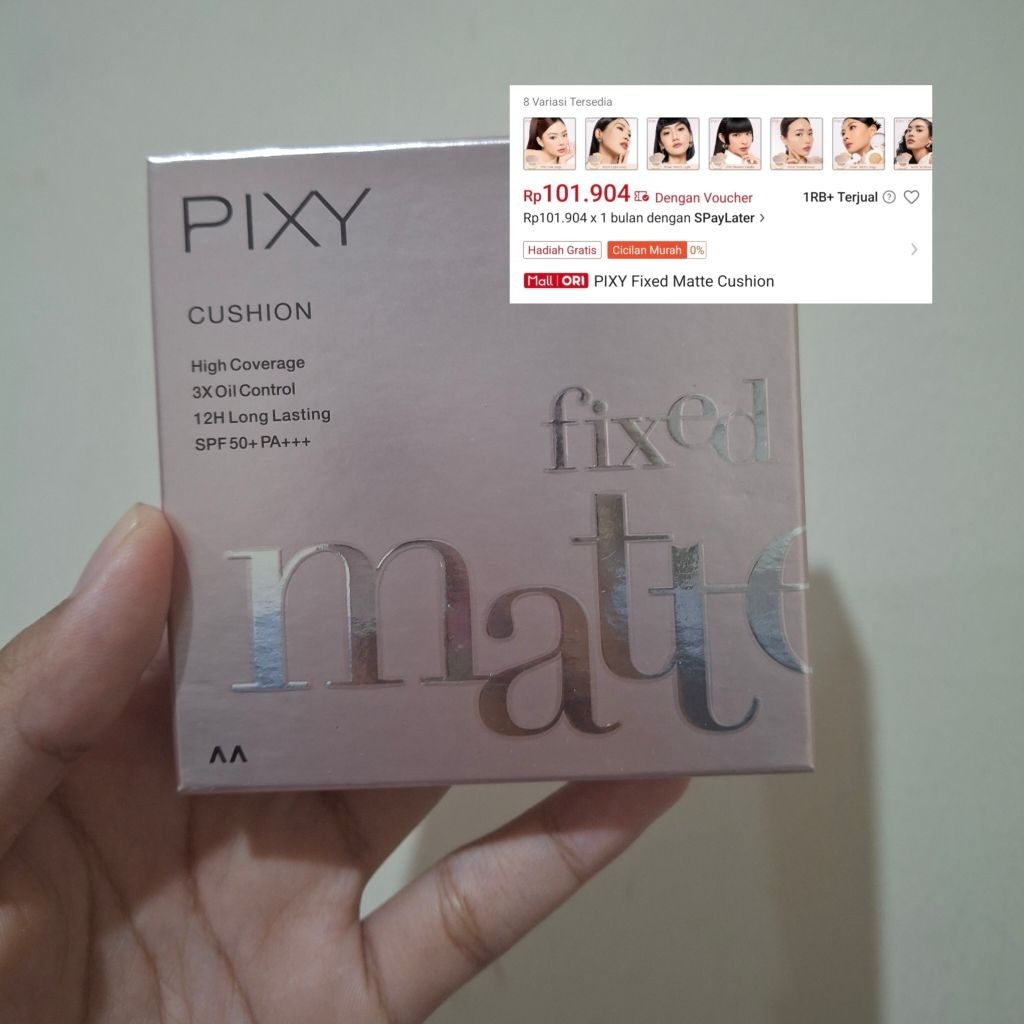 8 Variasi Tersedia
Rp101.904 Dengan Voucher
1RB+ Terjual
Rp101.904 x 1 bulan dengan SPayLater
Hadiah Gratis
Cicilan Murah 0%
Mall ORI PIXY Fixed Matte Cushion
PIXY
CUSHION
High Coverage
3X Oil Control
12H Long Lasting
SPF 50+ PA+++
fixed
matte